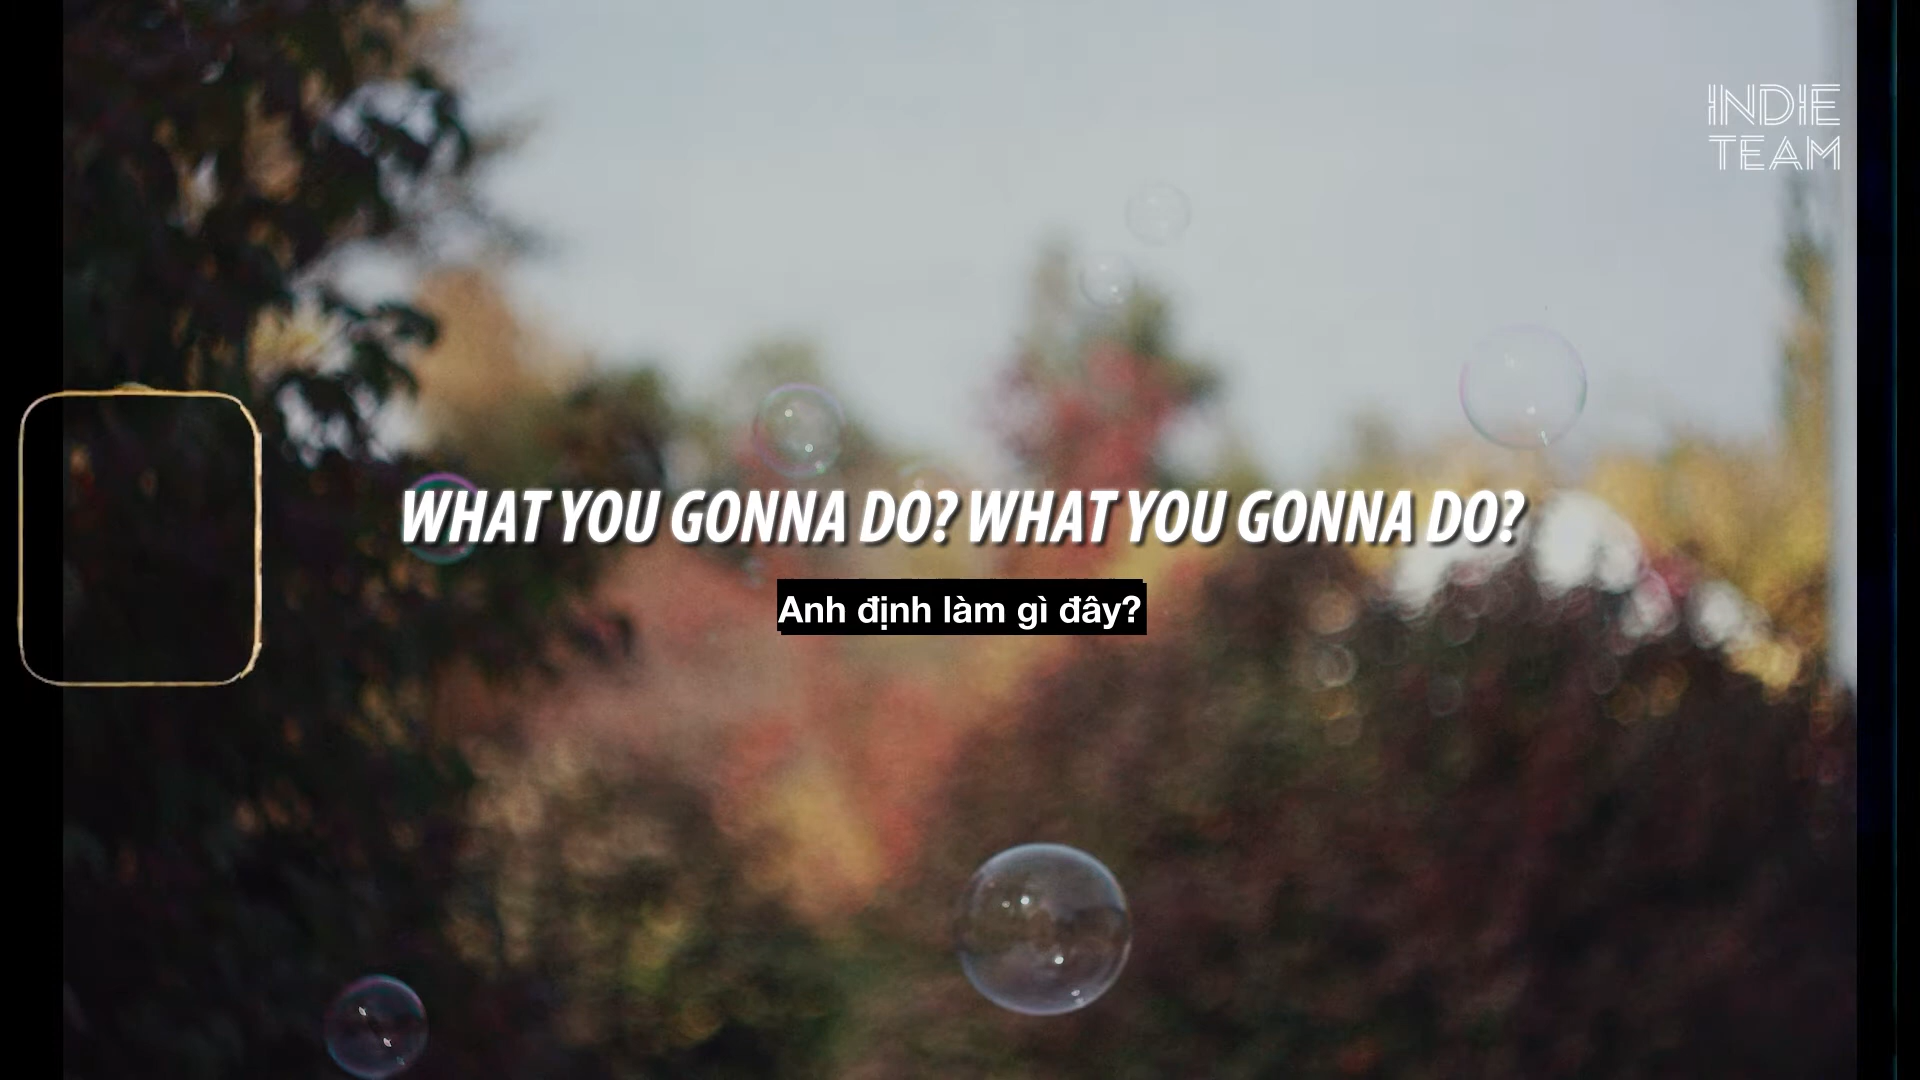 INDIE
TEAM
WHAT YOU GONNA DO? WHAT YOU GONNA DO?
Anh định làm gì đây?